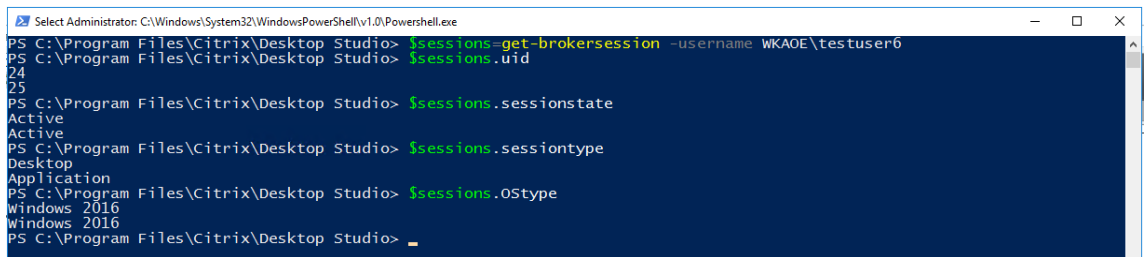 Select Administrator: C:\Windows\System32\WindowsPowerShell\v1.0\Powershell.exe
PS C:\Program Files\Citrix\Desktop Studio> $sessions=get-brokersession -username WKAOE\testuser6
PS C:\Program Files\Citrix\Desktop Studio> $sessions.uid
24
25
PS C:\Program Files\Citrix\Desktop Studio> $sessions.sessionstate
Active
Active
PS C:\Program Files\Citrix\Desktop Studio> $sessions.sessiontype
Desktop
Application
PS C:\Program Files\Citrix\Desktop Studio> $sessions.OStype
Windows 2016
Windows 2016
PS C:\Program Files\Citrix\Desktop Studio> _